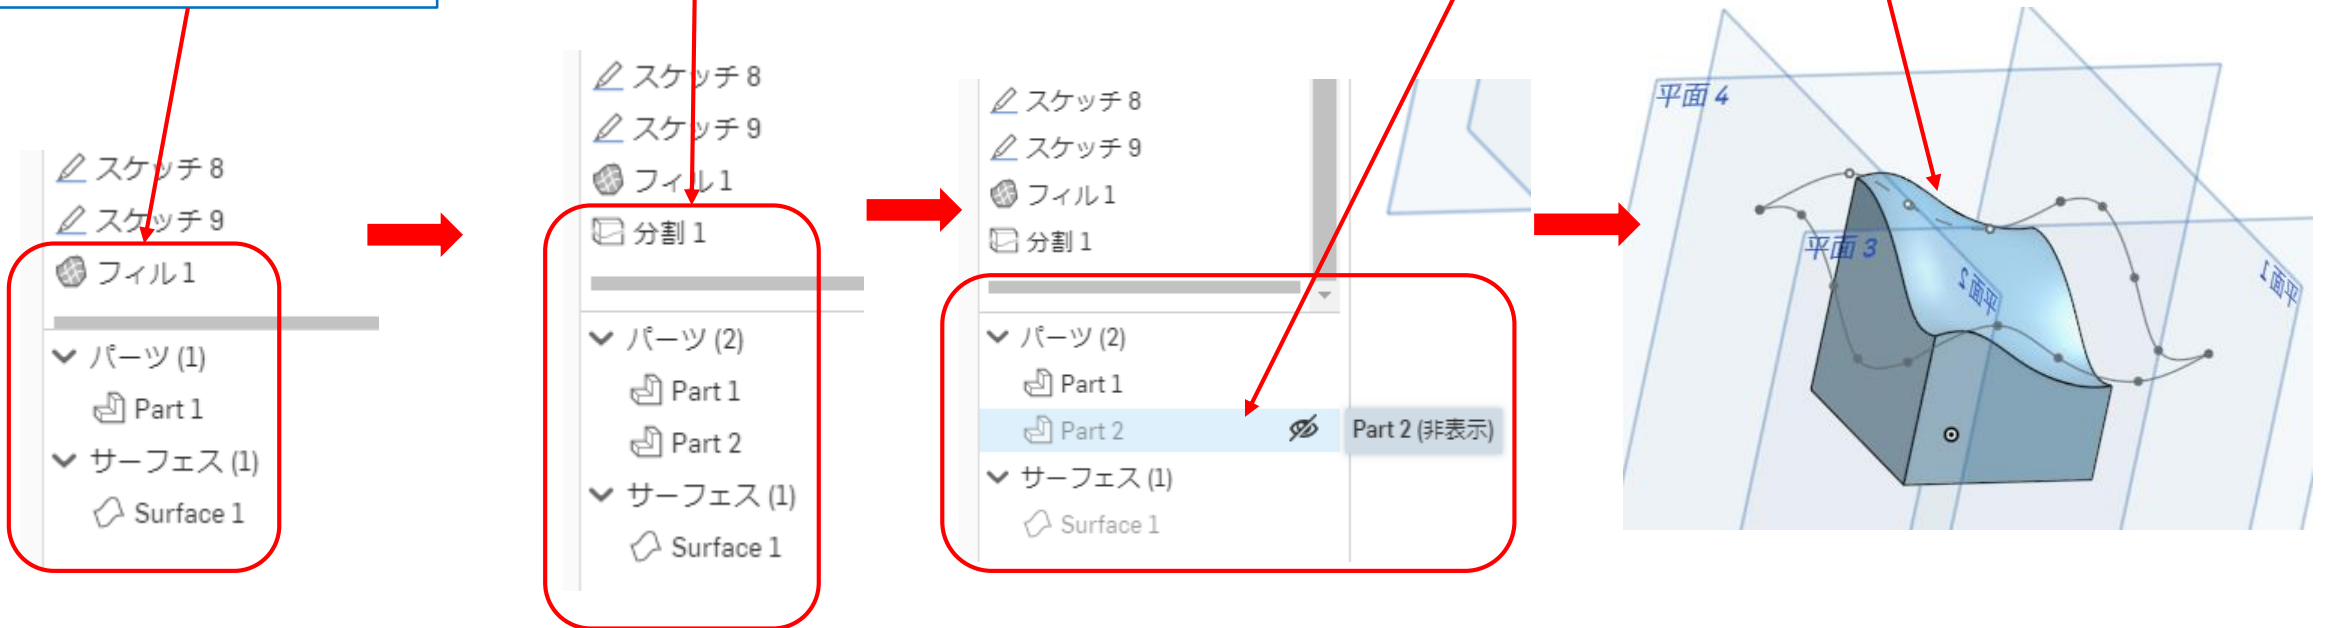 スケッチ 8
スケッチ 9
フィル 1
パーツ (1)
Part 1
サーフェス (1)
Surface 1
スケッチ 8
スケッチ 9
フィル 1
分割 1
パーツ (2)
Part 1
Part 2
サーフェス (1)
Surface 1
スケッチ 8
スケッチ 9
フィル 1
分割 1
パーツ (2)
Part 1
Part 2
Part 2 (非表示)
サーフェス (1)
Surface 1
平面 4
平面 3
平面 2
平面 1